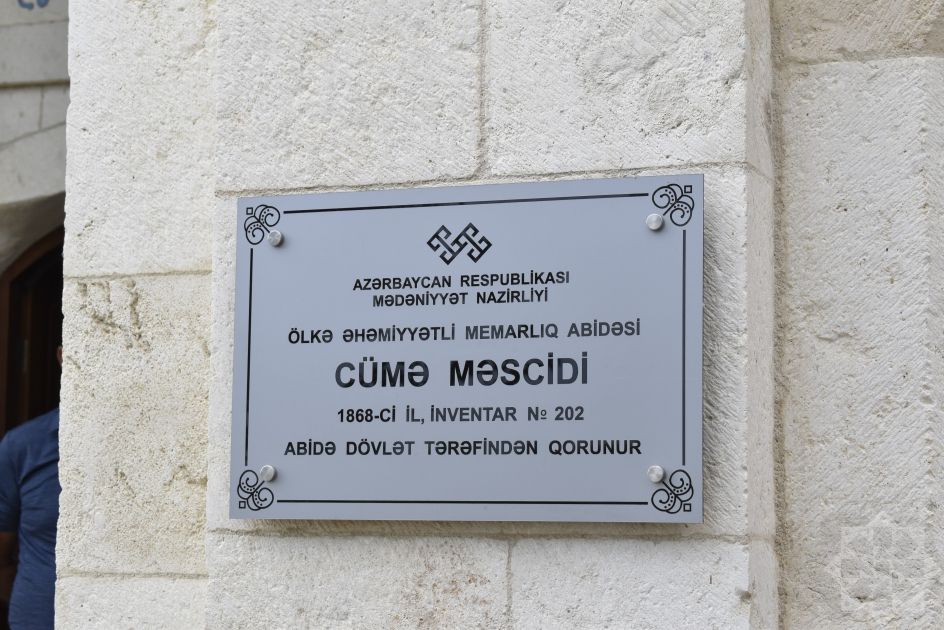 AZƏRBAYCAN RESPUBLİKASI
MƏDƏNİYYƏT NAZİRLİYİ
ÖLKƏ ƏHƏMİYYƏTLİ MEMARLIQ ABİDƏSİ
CÜMƏ MƏSCİDİ
1868-Cİ İL, İNVENTAR № 202
ABİDƏ DÖVLƏT TƏRƏFİNDƏN QORUNUR